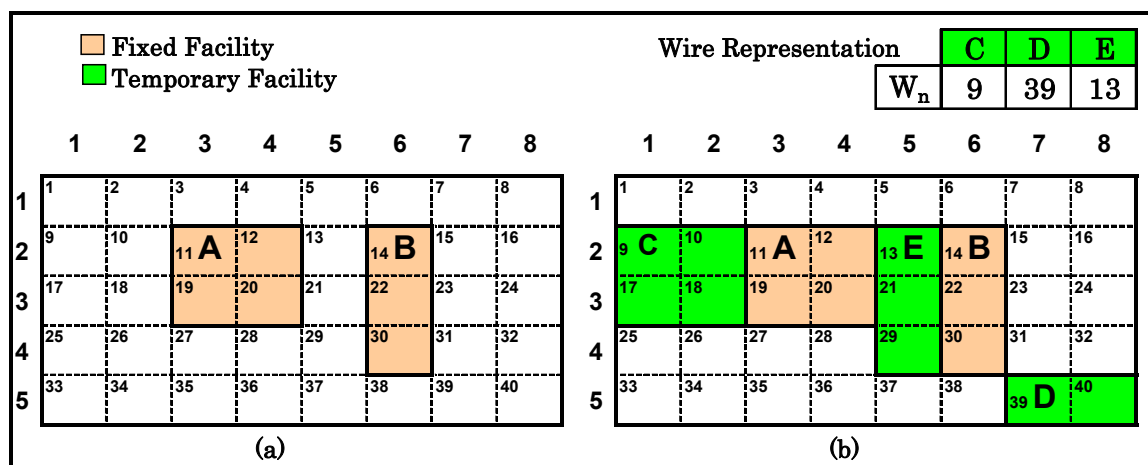 Fixed Facility
Temporary Facility
Wire Representation C D E
Wn 9 39 13
1 2 3 4 5 6 7 8
1 1 2 3 4 5 6 7 8
2 9 10 11 A 12 13 14 B 15 16
3 17 18 19 20 21 22 23 24
4 25 26 27 28 29 30 31 32
5 33 34 35 36 37 38 39 40
(a)
1 2 3 4 5 6 7 8
1 1 2 3 4 5 6 7 8
2 9 C 10 11 A 12 13 E 14 B 15 16
3 17 18 19 20 21 22 23 24
4 25 26 27 28 29 30 31 32
5 33 34 35 36 37 38 39 D 40
(b)